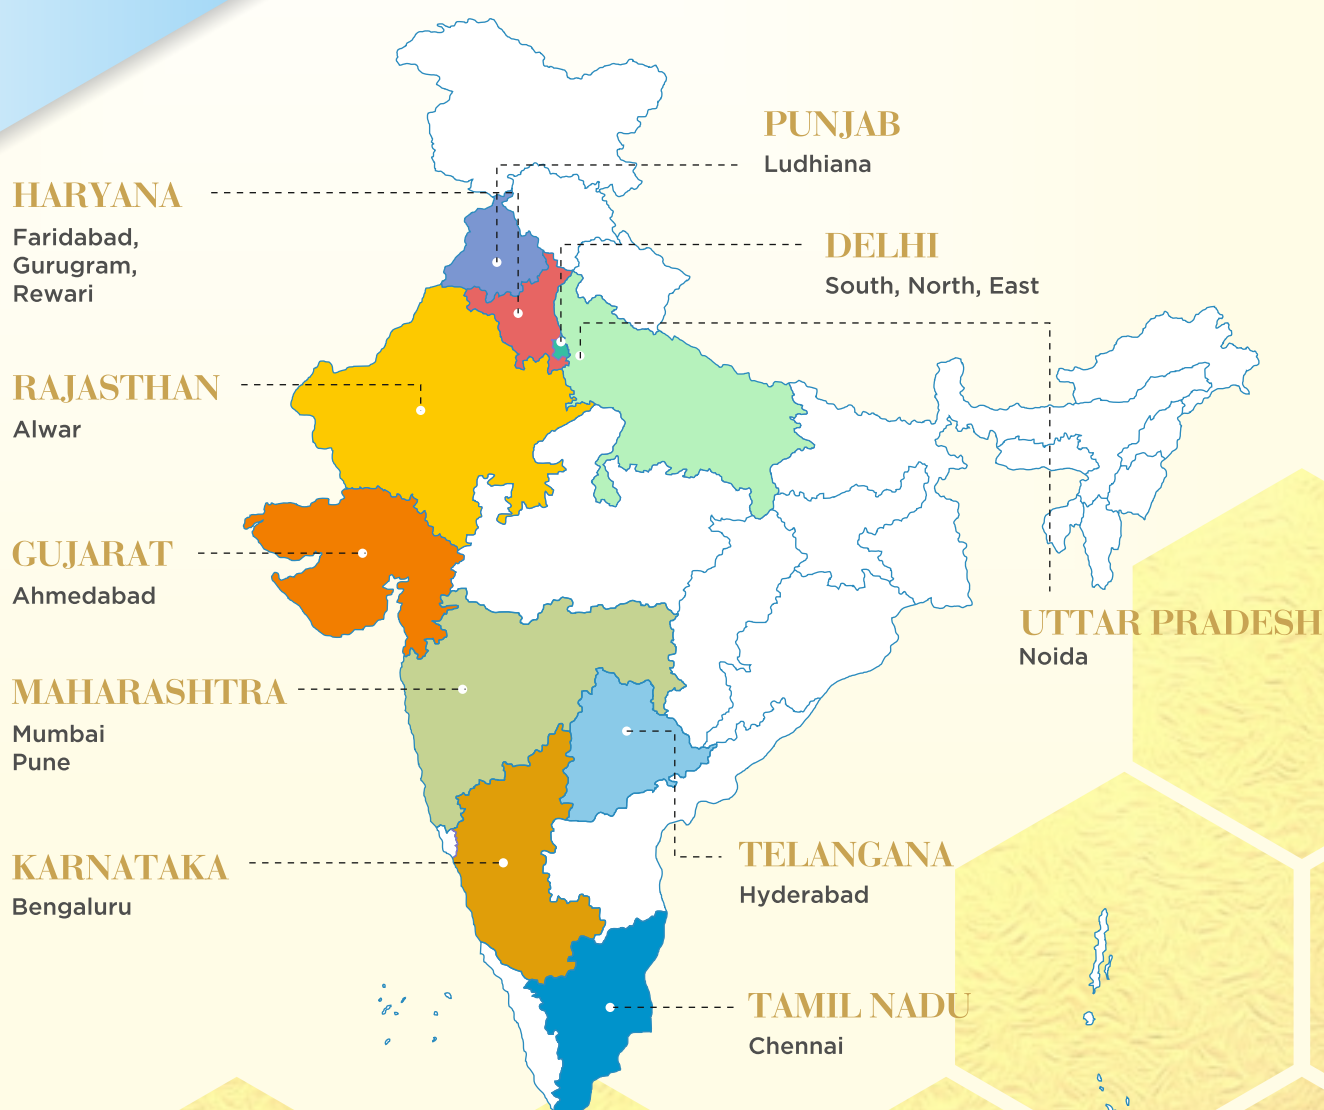 PUNJAB
Ludhiana
HARYANA
Faridabad,
Gurugram,
Rewari
DELHI
South, North, East
RAJASTHAN
Alwar
GUJARAT
Ahmedabad
UTTAR PRADESH
Noida
MAHARASHTRA
Mumbai
Pune
TELANGANA
Hyderabad
KARNATAKA
Bengaluru
TAMIL NADU
Chennai